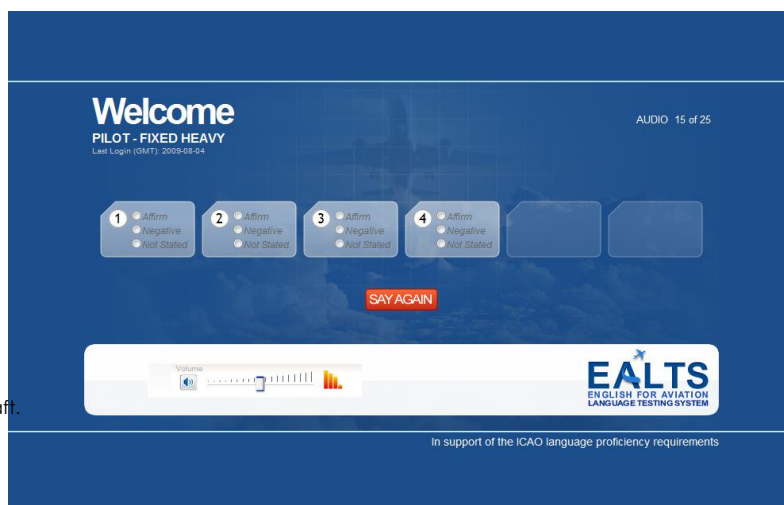 Welcome
PILOT - FIXED HEAVY
Last Login (GMT): 2009-08-04
AUDIO 15 of 25
1 Affirm
Negative
Not Stated
2 Affirm
Negative
Not Stated
3 Affirm
Negative
Not Stated
4 Affirm
Negative
Not Stated
SAY AGAIN
Volume
EALTS
ENGLISH FOR AVIATION
LANGUAGE TESTING SYSTEM
In support of the ICAO language proficiency requirements